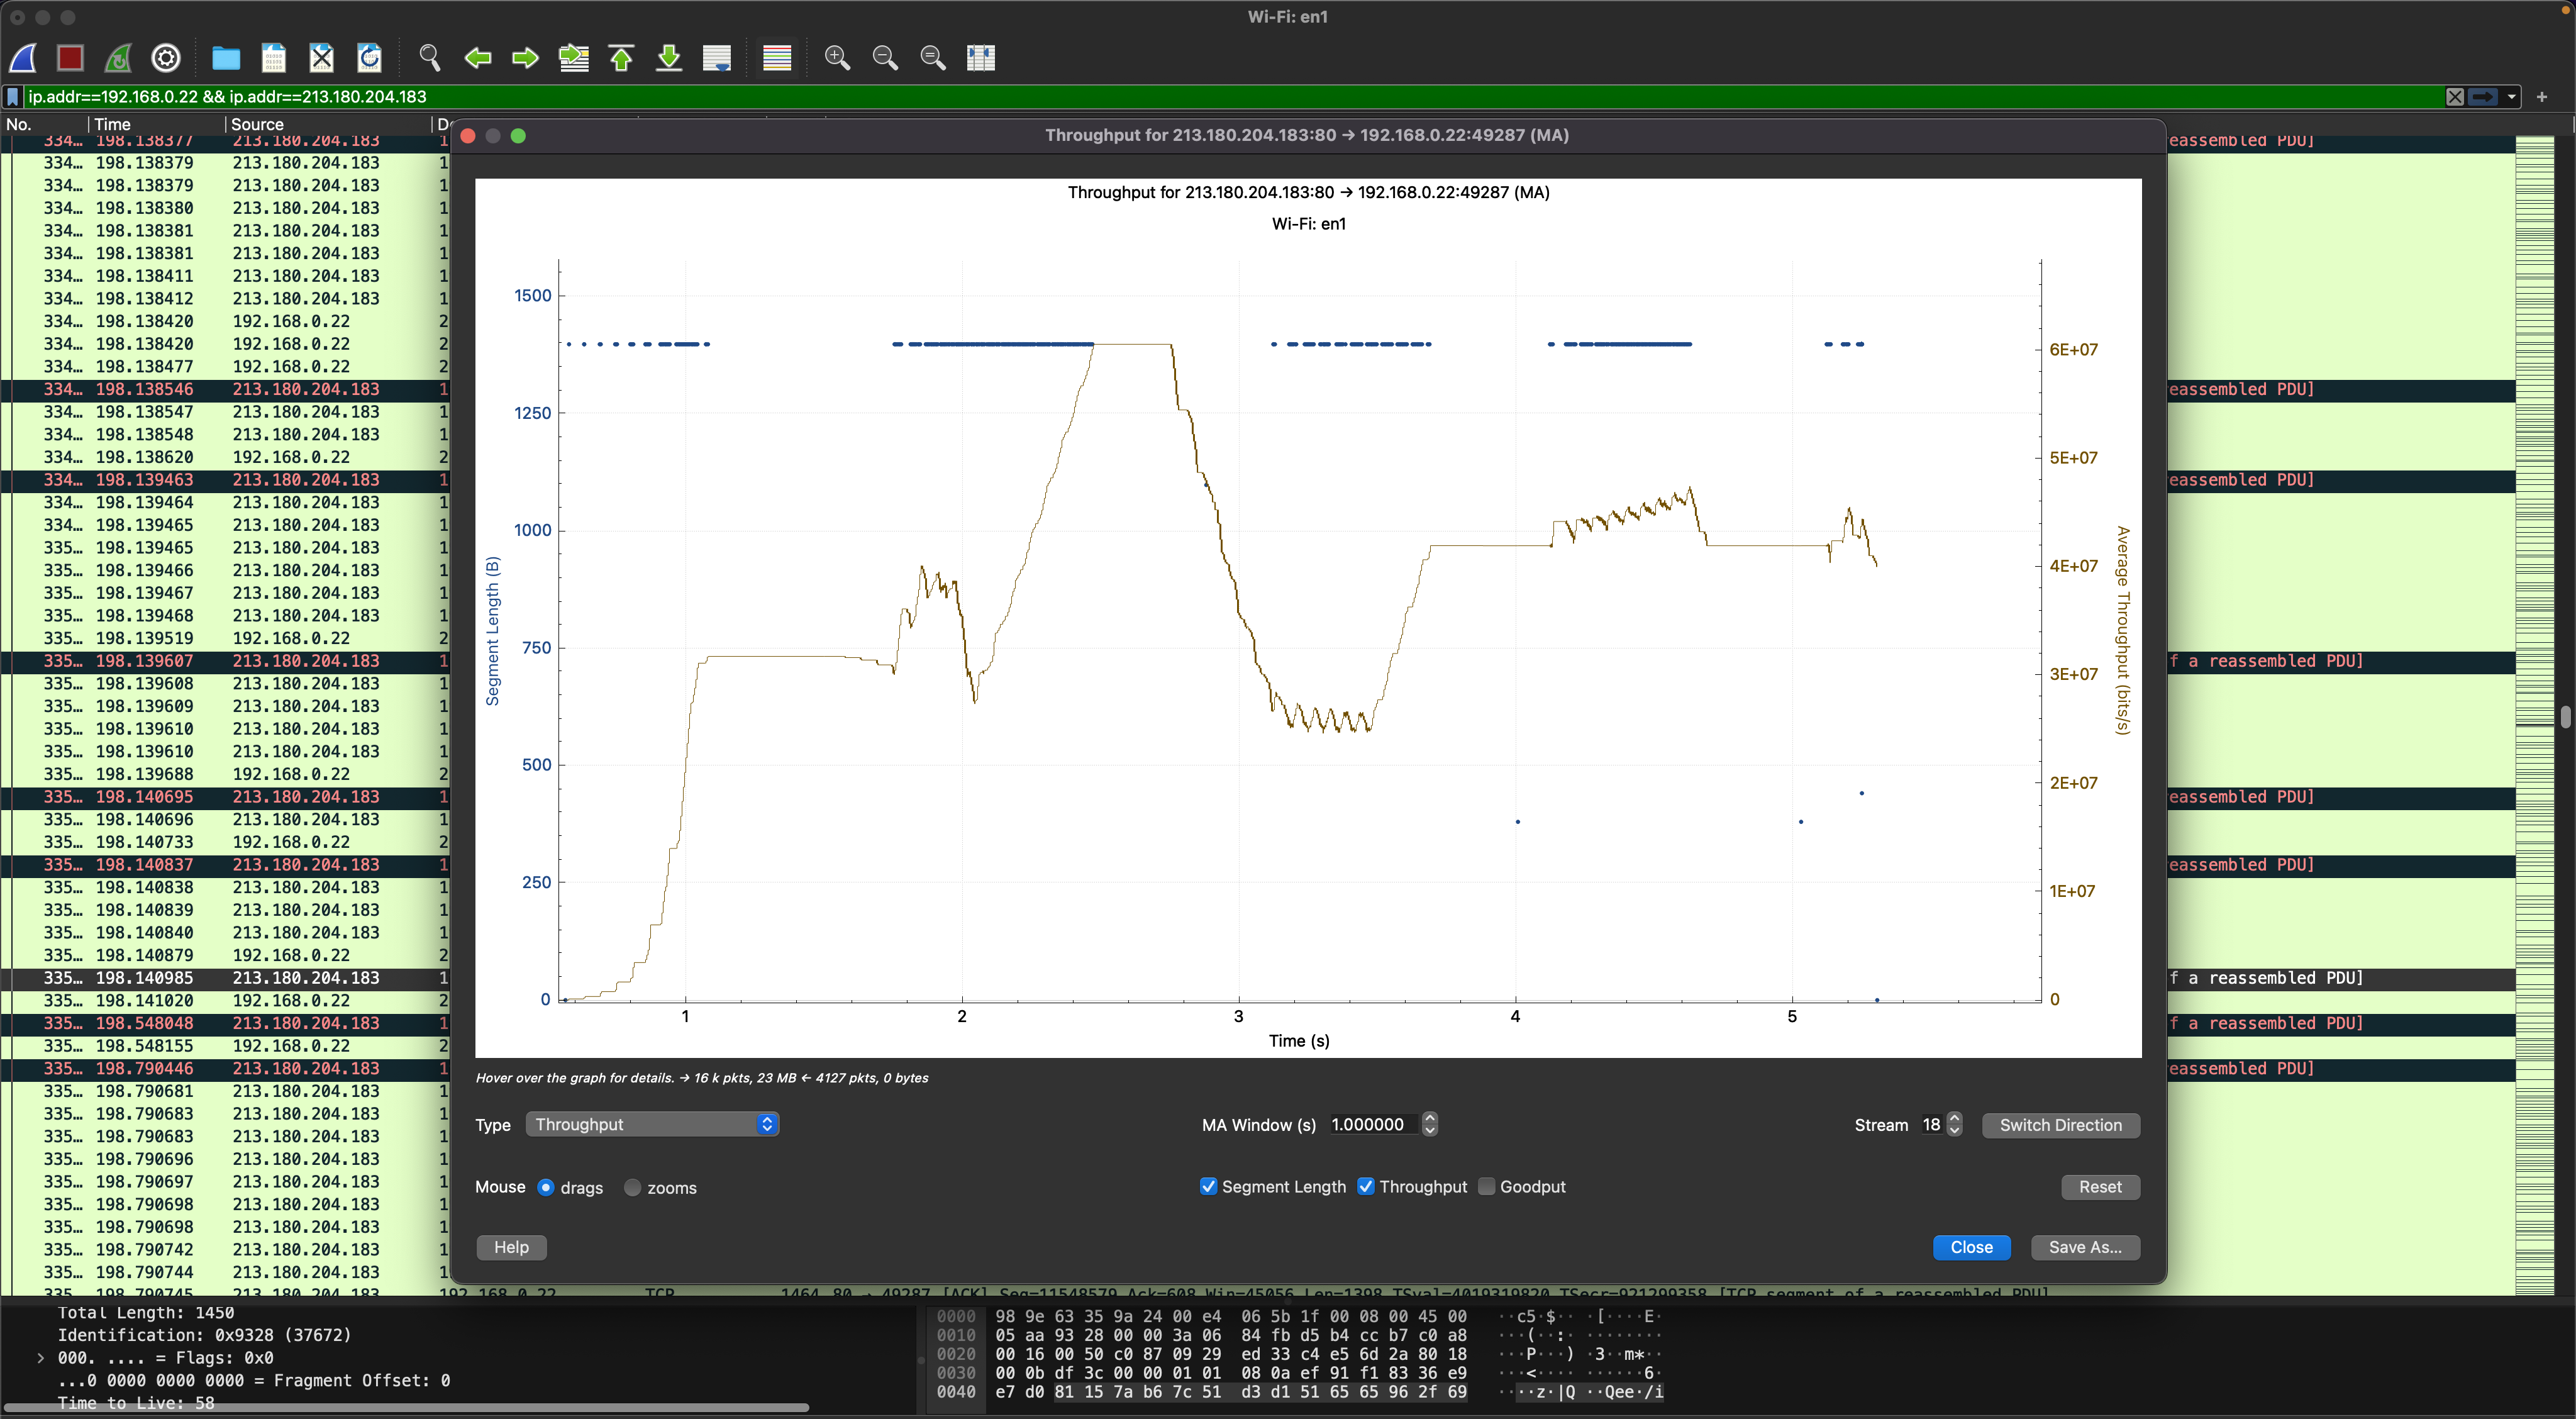 Wi-Fi: en1
ip.addr==192.168.0.22 && ip.addr==213.180.204.183
No. Time Source
334… 198.138377 213.180.204.183 eassembled PDU]
334… 198.138379 213.180.204.183 1
334… 198.138379 213.180.204.183 1
334… 198.138380 213.180.204.183 1
334… 198.138381 213.180.204.183 1
334… 198.138381 213.180.204.183 1
334… 198.138411 213.180.204.183 1
334… 198.138412 213.180.204.183 1
334… 198.138420 192.168.0.22 2
334… 198.138420 192.168.0.22 2
334… 198.138477 192.168.0.22 2
334… 198.138546 213.180.204.183 1 eassembled PDU]
334… 198.138547 213.180.204.183 1
334… 198.138548 213.180.204.183 1
334… 198.138620 192.168.0.22 2
334… 198.139463 213.180.204.183 1 eassembled PDU]
334… 198.139464 213.180.204.183 1
334… 198.139465 213.180.204.183 1
335… 198.139465 213.180.204.183 1
335… 198.139466 213.180.204.183 1
335… 198.139467 213.180.204.183 1
335… 198.139468 213.180.204.183 1
335… 198.139519 192.168.0.22 2
335… 198.139607 213.180.204.183 1 f a reassembled PDU]
335… 198.139608 213.180.204.183 1
335… 198.139609 213.180.204.183 1
335… 198.139610 213.180.204.183 1
335… 198.139610 213.180.204.183 1
335… 198.139688 192.168.0.22 2
335… 198.140695 213.180.204.183 1 eassembled PDU]
335… 198.140696 213.180.204.183 1
335… 198.140733 192.168.0.22 2
335… 198.140837 213.180.204.183 1 eassembled PDU]
335… 198.140838 213.180.204.183 1
335… 198.140839 213.180.204.183 1
335… 198.140840 213.180.204.183 1
335… 198.140879 192.168.0.22 2
335… 198.140985 213.180.204.183 1 f a reassembled PDU]
335… 198.141020 192.168.0.22 2
335… 198.548048 213.180.204.183 1 f a reassembled PDU]
335… 198.548155 192.168.0.22 2
335… 198.790446 213.180.204.183 1 eassembled PDU]
335… 198.790681 213.180.204.183 1
335… 198.790683 213.180.204.183 1
335… 198.790683 213.180.204.183 1
335… 198.790696 213.180.204.183 1
335… 198.790697 213.180.204.183 1
335… 198.790698 213.180.204.183 1
335… 198.790698 213.180.204.183 1
335… 198.790742 213.180.204.183 1
335… 198.790744 213.180.204.183 1
335 198.790745 213.180.204.183 192.168.0.22 TCP 1464 80 → 49287 [ACK] Seq=11548579 Ack=608 Win=45056 Len=1398 TSval=4019319820 TSecr=921299358 [TCP segment of a reassembled PDU]
Throughput for 213.180.204.183:80 → 192.168.0.22:49287 (MA)
Throughput for 213.180.204.183:80 → 192.168.0.22:49287 (MA)
Wi-Fi: en1
Segment Length (B)
1500
1250
1000
750
500
250
0
6E+07
5E+07
4E+07
3E+07
2E+07
1E+07
0
Average Throughput (bits/s)
1 2 3 4 5
Time (s)
Hover over the graph for details. → 16 k pkts, 23 MB ← 4127 pkts, 0 bytes
Type Throughput MA Window (s) 1.000000 Stream 18 Switch Direction
Mouse drags zooms Segment Length Throughput Goodput Reset
Help Close Save As…
Total Length: 1450
Identification: 0x9328 (37672)
000. .... = Flags: 0x0
...0 0000 0000 0000 = Fragment Offset: 0
Time to Live: 58
0000 98 9e 63 35 9a 24 00 e4 06 5b 1f 00 08 00 45 00 ··c5·$·· ·[····E·
0010 05 aa 93 28 00 00 3a 06 84 fb d5 b4 cc b7 c0 a8 ···(··:· ········
0020 00 16 00 50 c0 87 09 29 ed 33 c4 e5 6d 2a 80 18 ···P···) ·3··m*··
0030 00 0b df 3c 00 00 01 01 08 0a ef 91 f1 83 36 e9 ···<···· ······6·
0040 e7 d0 81 15 7a b6 7c 51 d3 d1 51 65 65 96 2f 69 ····z·|Q ··Qee·/i